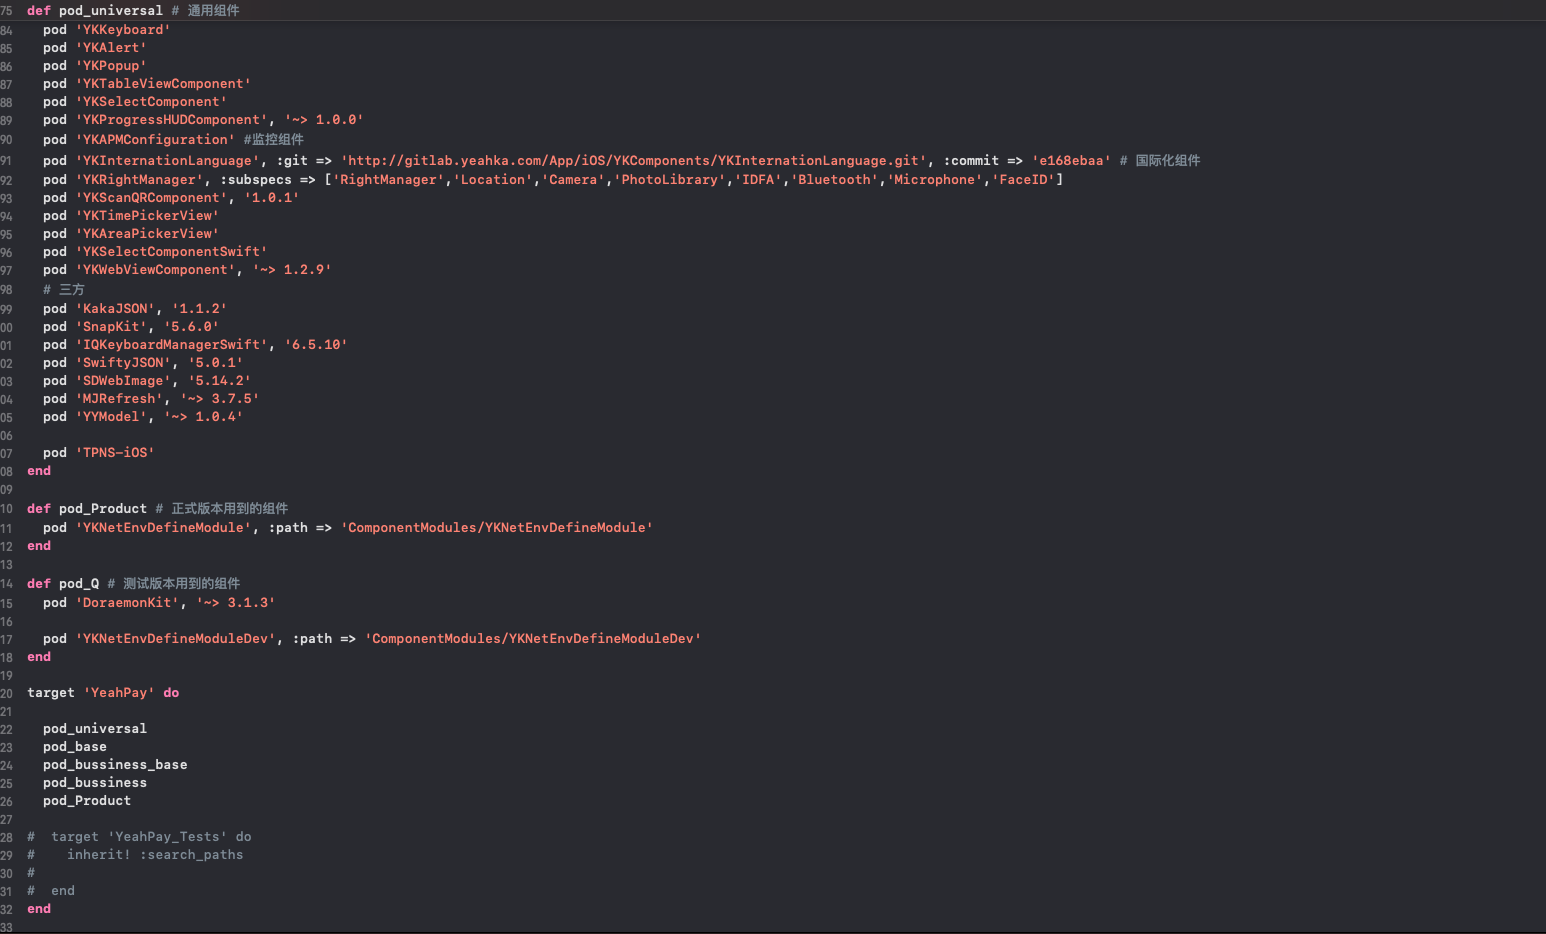 75 def pod_universal # 通用组件
84 pod 'YKKeyboard'
85 pod 'YKAlert'
86 pod 'YKPopup'
87 pod 'YKTableViewComponent'
88 pod 'YKSelectComponent'
89 pod 'YKProgressHUDComponent', '~> 1.0.0'
90 pod 'YKAPMConfiguration' #监控组件
91 pod 'YKInternationLanguage', :git => 'http://gitlab.yeahka.com/App/iOS/YKComponents/YKInternationLanguage.git', :commit => 'e168ebaa' # 国际化组件
92 pod 'YKRightManager', :subspecs => ['RightManager','Location','Camera','PhotoLibrary','IDFA','Bluetooth','Microphone','FaceID']
93 pod 'YKScanQRComponent', '1.0.1'
94 pod 'YKTimePickerView'
95 pod 'YKAreaPickerView'
96 pod 'YKSelectComponentSwift'
97 pod 'YKWebViewComponent', '~> 1.2.9'
98 # 三方
99 pod 'KakaJSON', '1.1.2'
00 pod 'SnapKit', '5.6.0'
01 pod 'IQKeyboardManagerSwift', '6.5.10'
02 pod 'SwiftyJSON', '5.0.1'
03 pod 'SDWebImage', '5.14.2'
04 pod 'MJRefresh', '~> 3.7.5'
05 pod 'YYModel', '~> 1.0.4'
06
07 pod 'TPNS-iOS'
08 end
09
10 def pod_Product # 正式版本用到的组件
11 pod 'YKNetEnvDefineModule', :path => 'ComponentModules/YKNetEnvDefineModule'
12 end
13
14 def pod_Q # 测试版本用到的组件
15 pod 'DoraemonKit', '~> 3.1.3'
16
17 pod 'YKNetEnvDefineModuleDev', :path => 'ComponentModules/YKNetEnvDefineModuleDev'
18 end
19
20 target 'YeahPay' do
21
22 pod_universal
23 pod_base
24 pod_bussiness_base
25 pod_bussiness
26 pod_Product
27
28 # target 'YeahPay_Tests' do
29 # inherit! :search_paths
30 #
31 # end
32 end
33